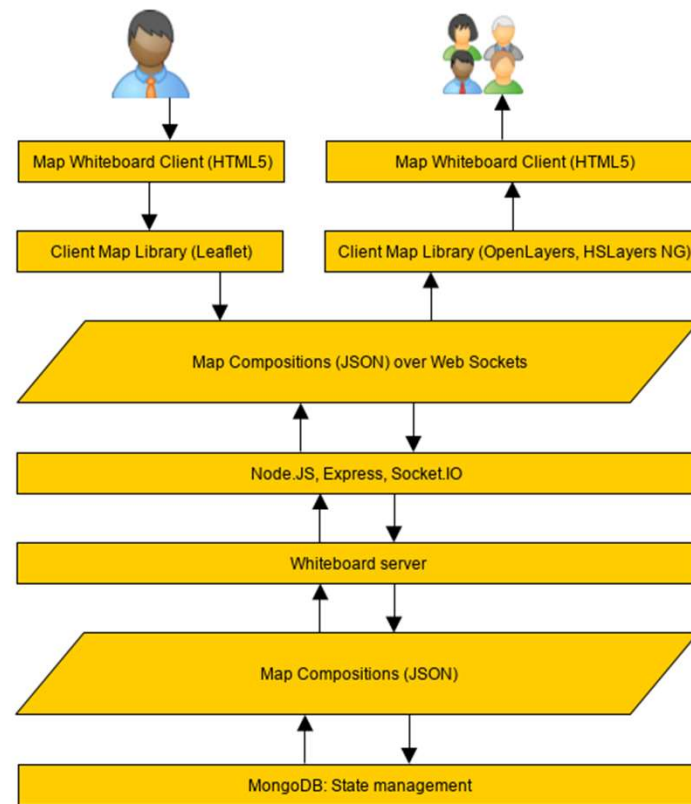 Map Whiteboard Client (HTML5)
Map Whiteboard Client (HTML5)
Client Map Library (Leaflet)
Client Map Library (OpenLayers, HSLayers NG)
Map Compositions (JSON) over Web Sockets
Node.JS, Express, Socket.IO
Whiteboard server
Map Compositions (JSON)
MongoDB: State management